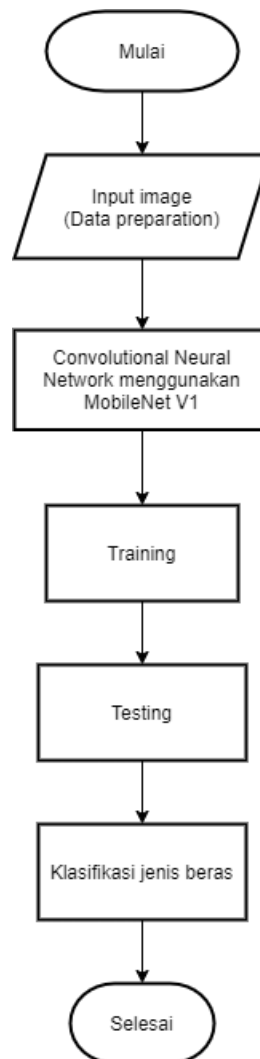 Mulai
Input image
(Data preparation)
Convolutional Neural
Network menggunakan
MobileNet V1
Training
Testing
Klasifikasi jenis beras
Selesai